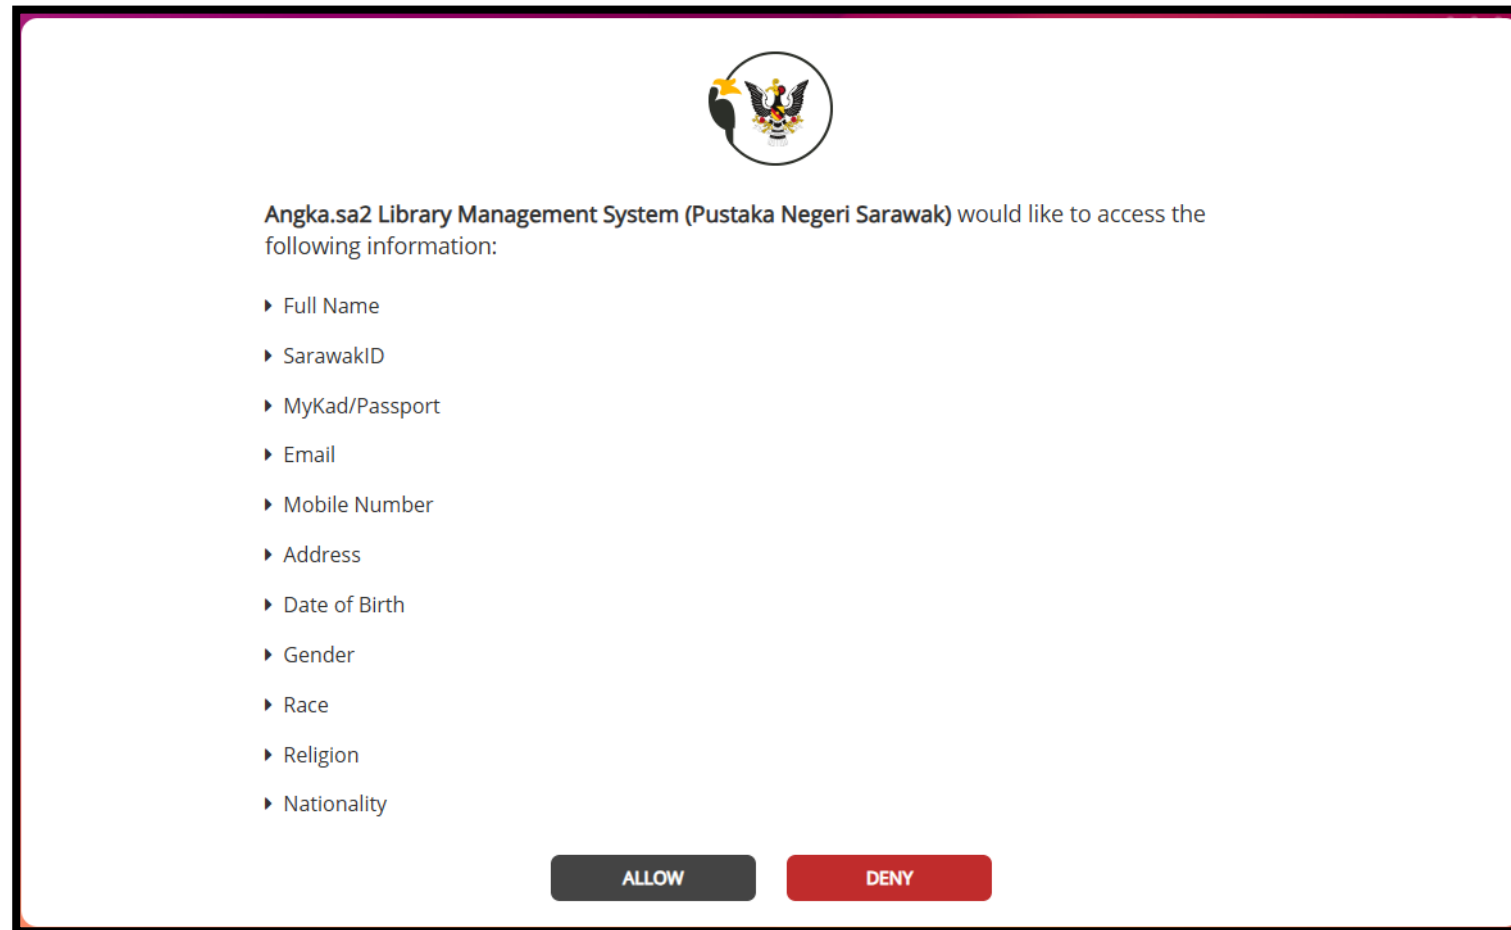 Angka.sa2 Library Management System (Pustaka Negeri Sarawak) would like to access the
following information:
Full Name
SarawakID
MyKad/Passport
Email
Mobile Number
Address
Date of Birth
Gender
Race
Religion
Nationality
ALLOW DENY